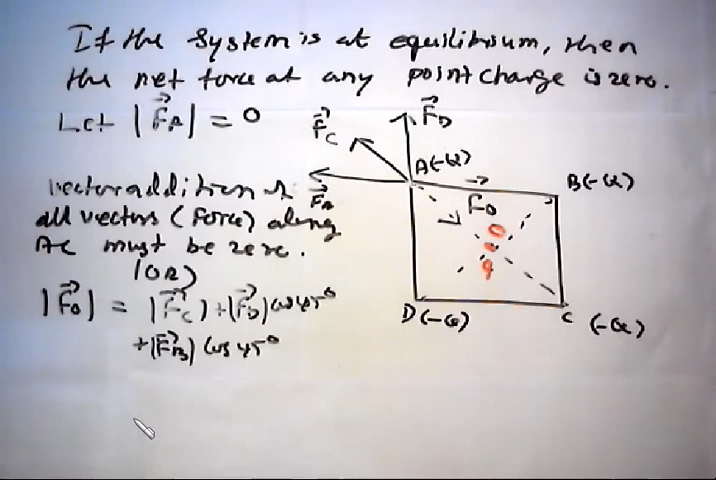 If the system is at equilibrium, then
the net force at any point charge is zero.
Let |F⃗A| = 0
F⃗C
F⃗D
A(-Q)
B(-Q)
vector addition of
F⃗O
all vectors (force) along
AC must be zero.
O
q
(OR)
|F⃗O| = |F⃗C| + |F⃗D| cos 45°
D(-Q)
C (-Q)
+ |F⃗B| cos 45°